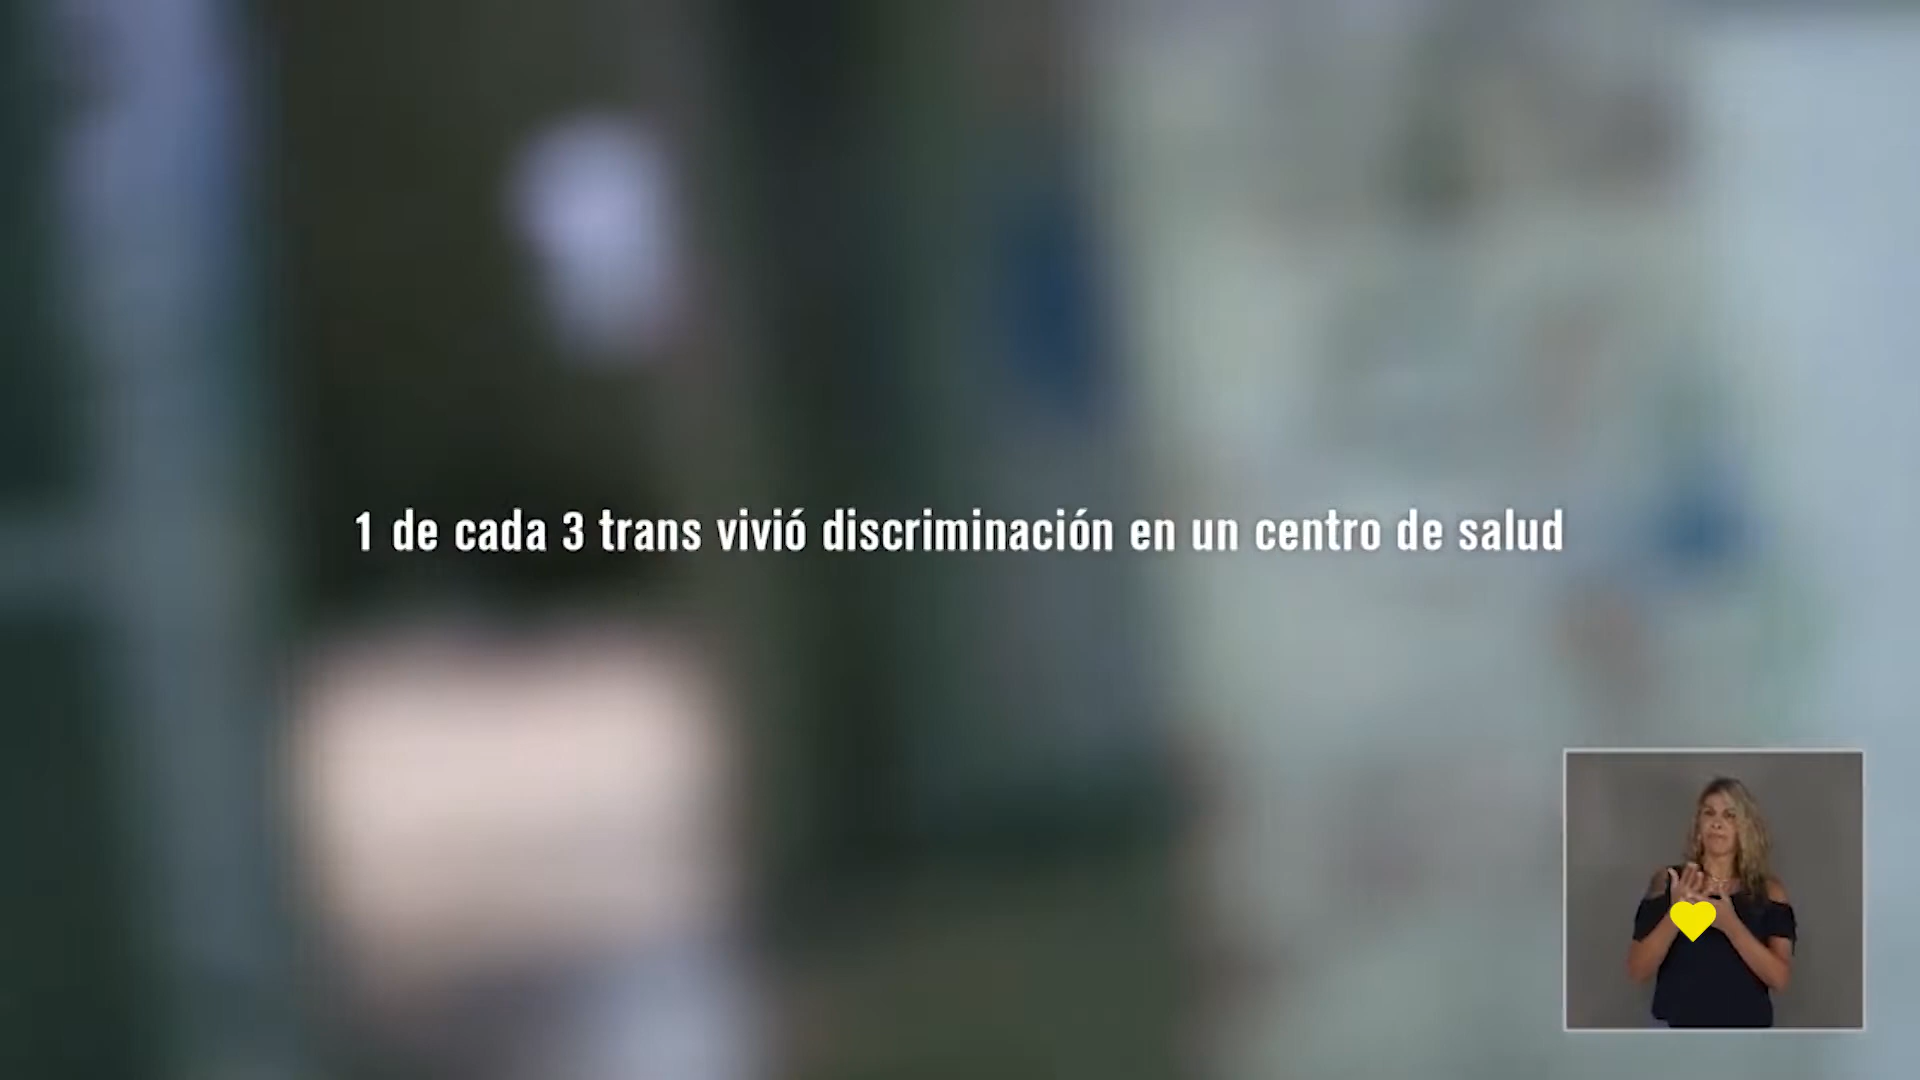 1 de cada 3 trans vivió discriminación en un centro de salud